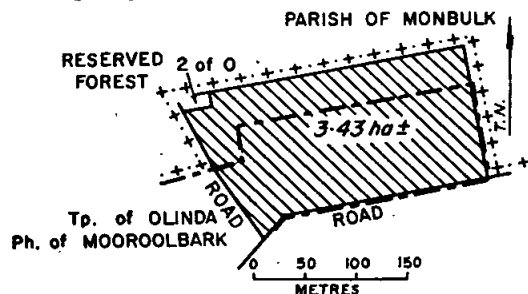 PARISH OF MONBULK
RESERVED
FOREST
2 of O
T.N.
3·43 ha ±
ROAD
Tp. of OLINDA
Ph. of MOOROOLBARK
ROAD
0 50 100 150
METRES